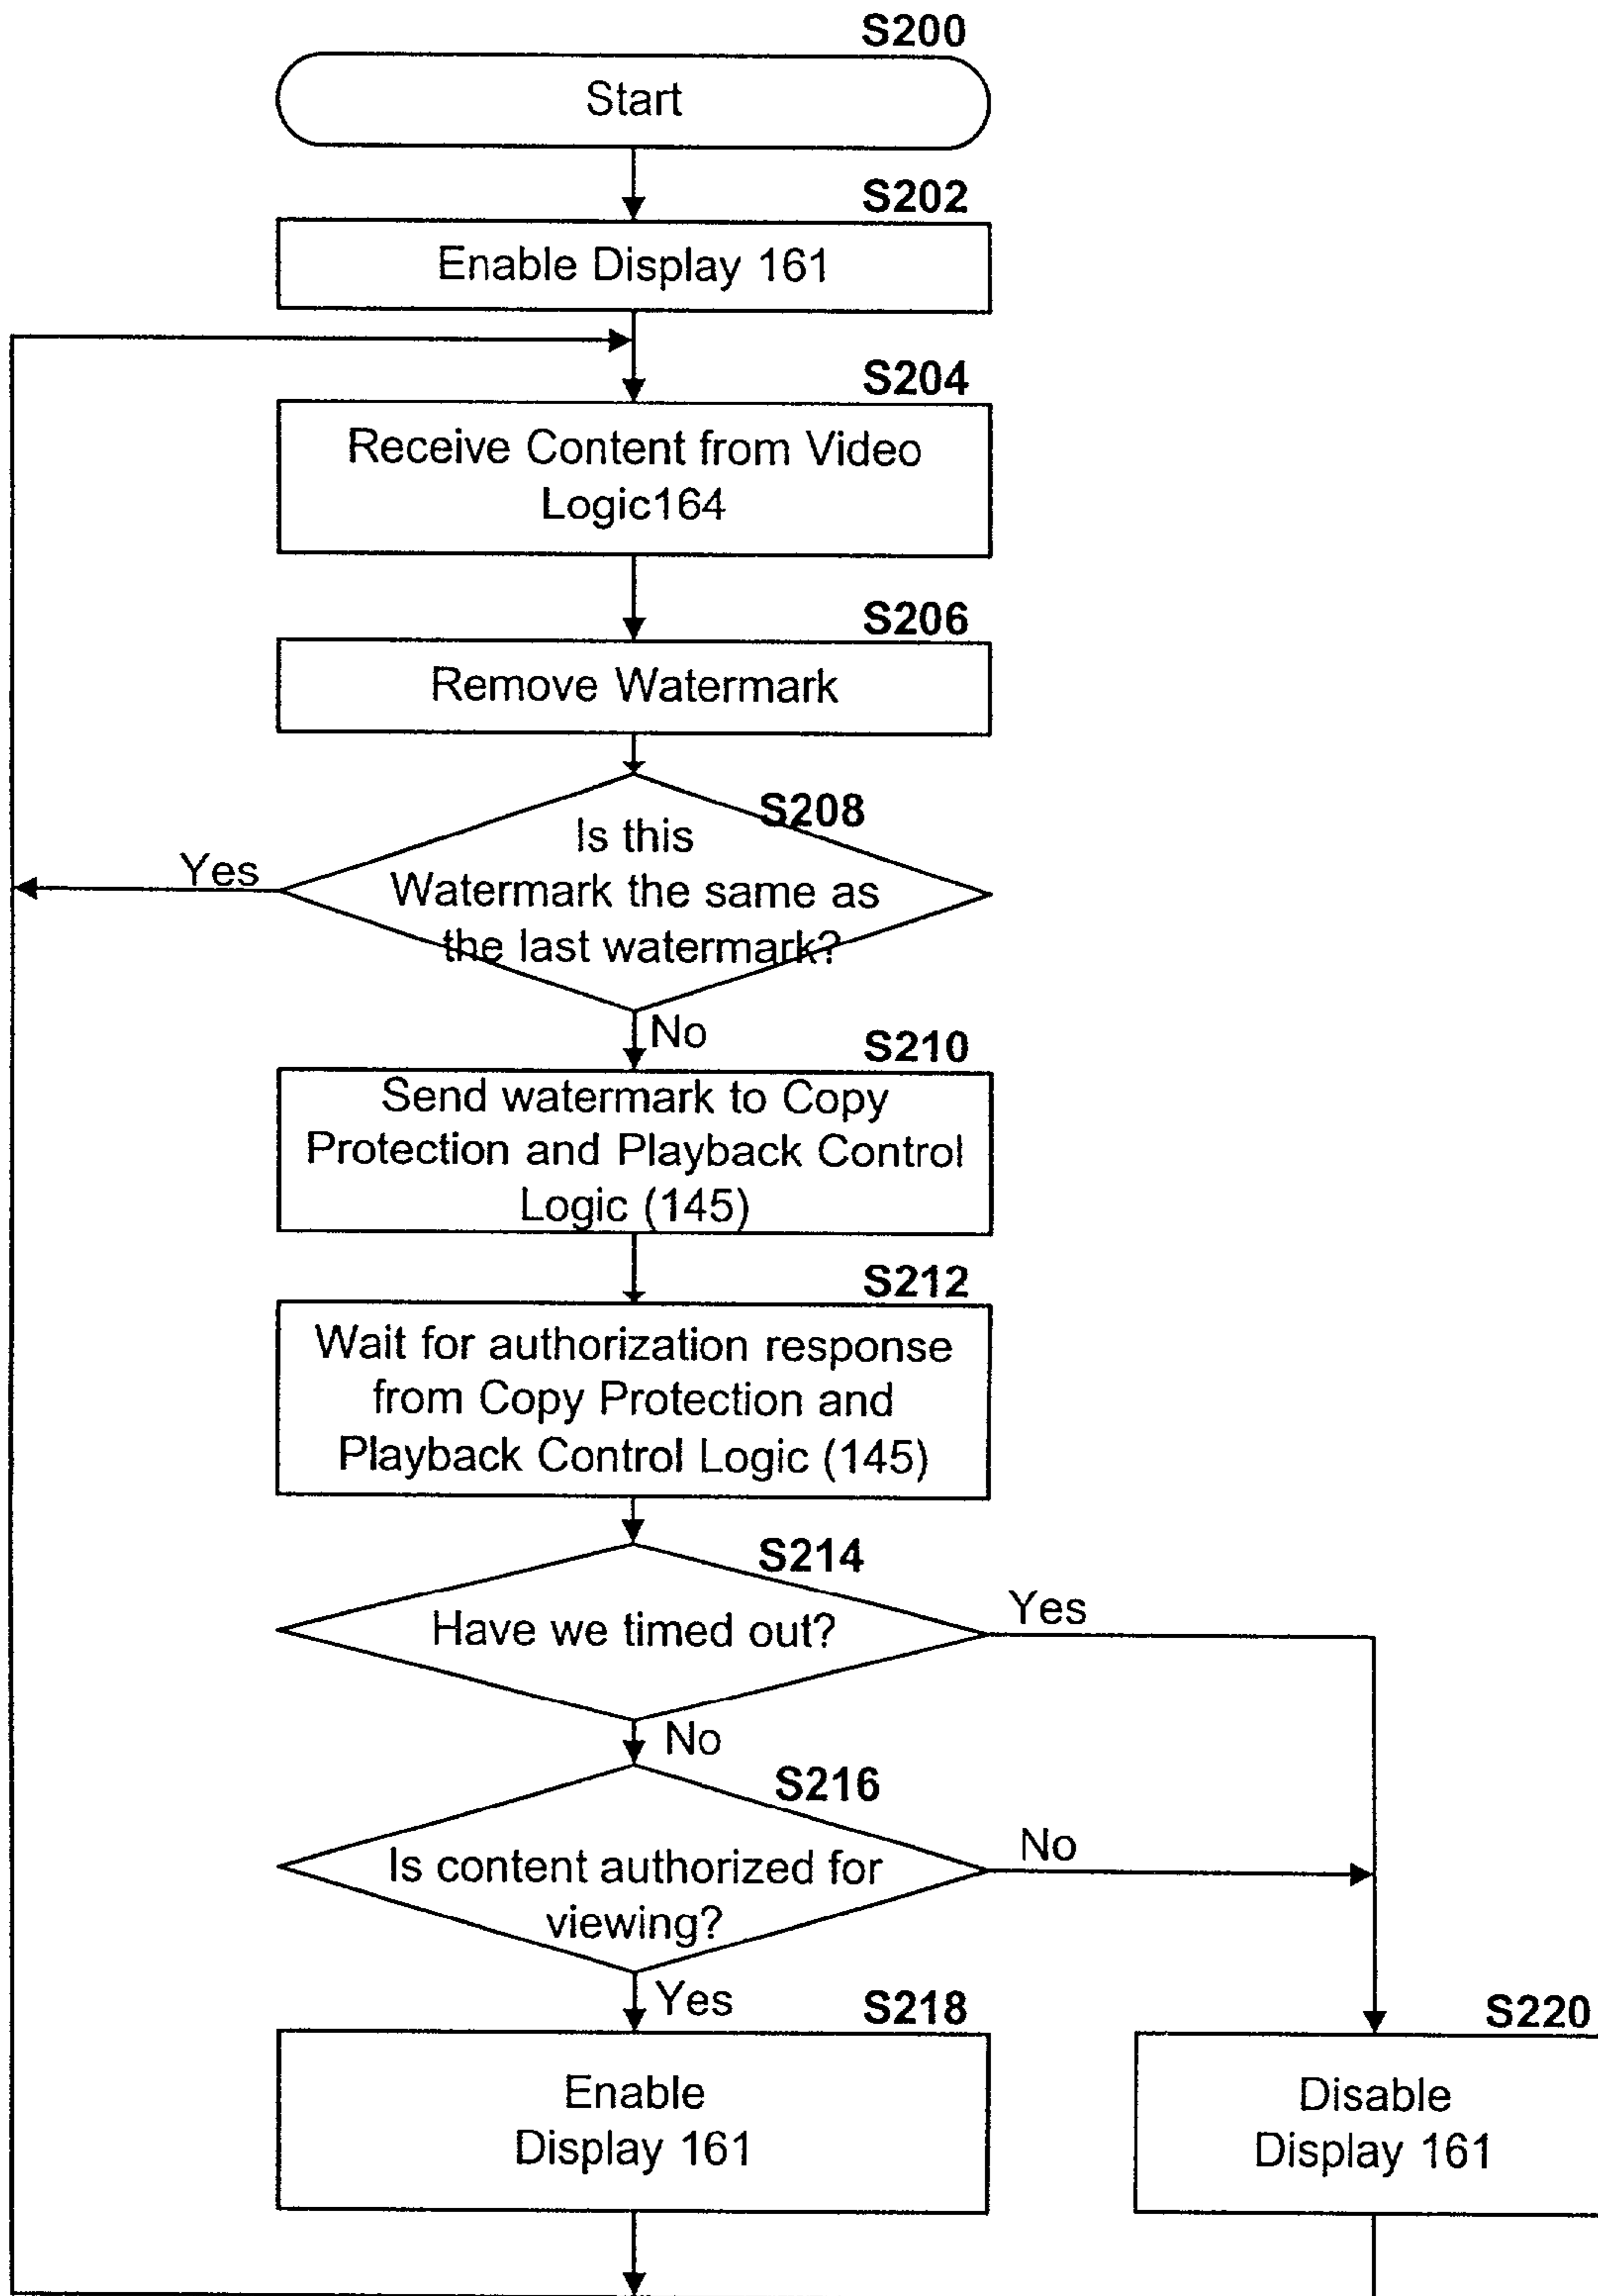 S200
Start
S202
Enable Display 161
S204
Receive Content from Video
Logic164
S206
Remove Watermark
S208
Is this
Watermark the same as
the last watermark?
Yes
No
S210
Send watermark to Copy
Protection and Playback Control
Logic (145)
S212
Wait for authorization response
from Copy Protection and
Playback Control Logic (145)
S214
Have we timed out?
Yes
No
S216
Is content authorized for
viewing?
No
Yes
S218
Enable
Display 161
S220
Disable
Display 161